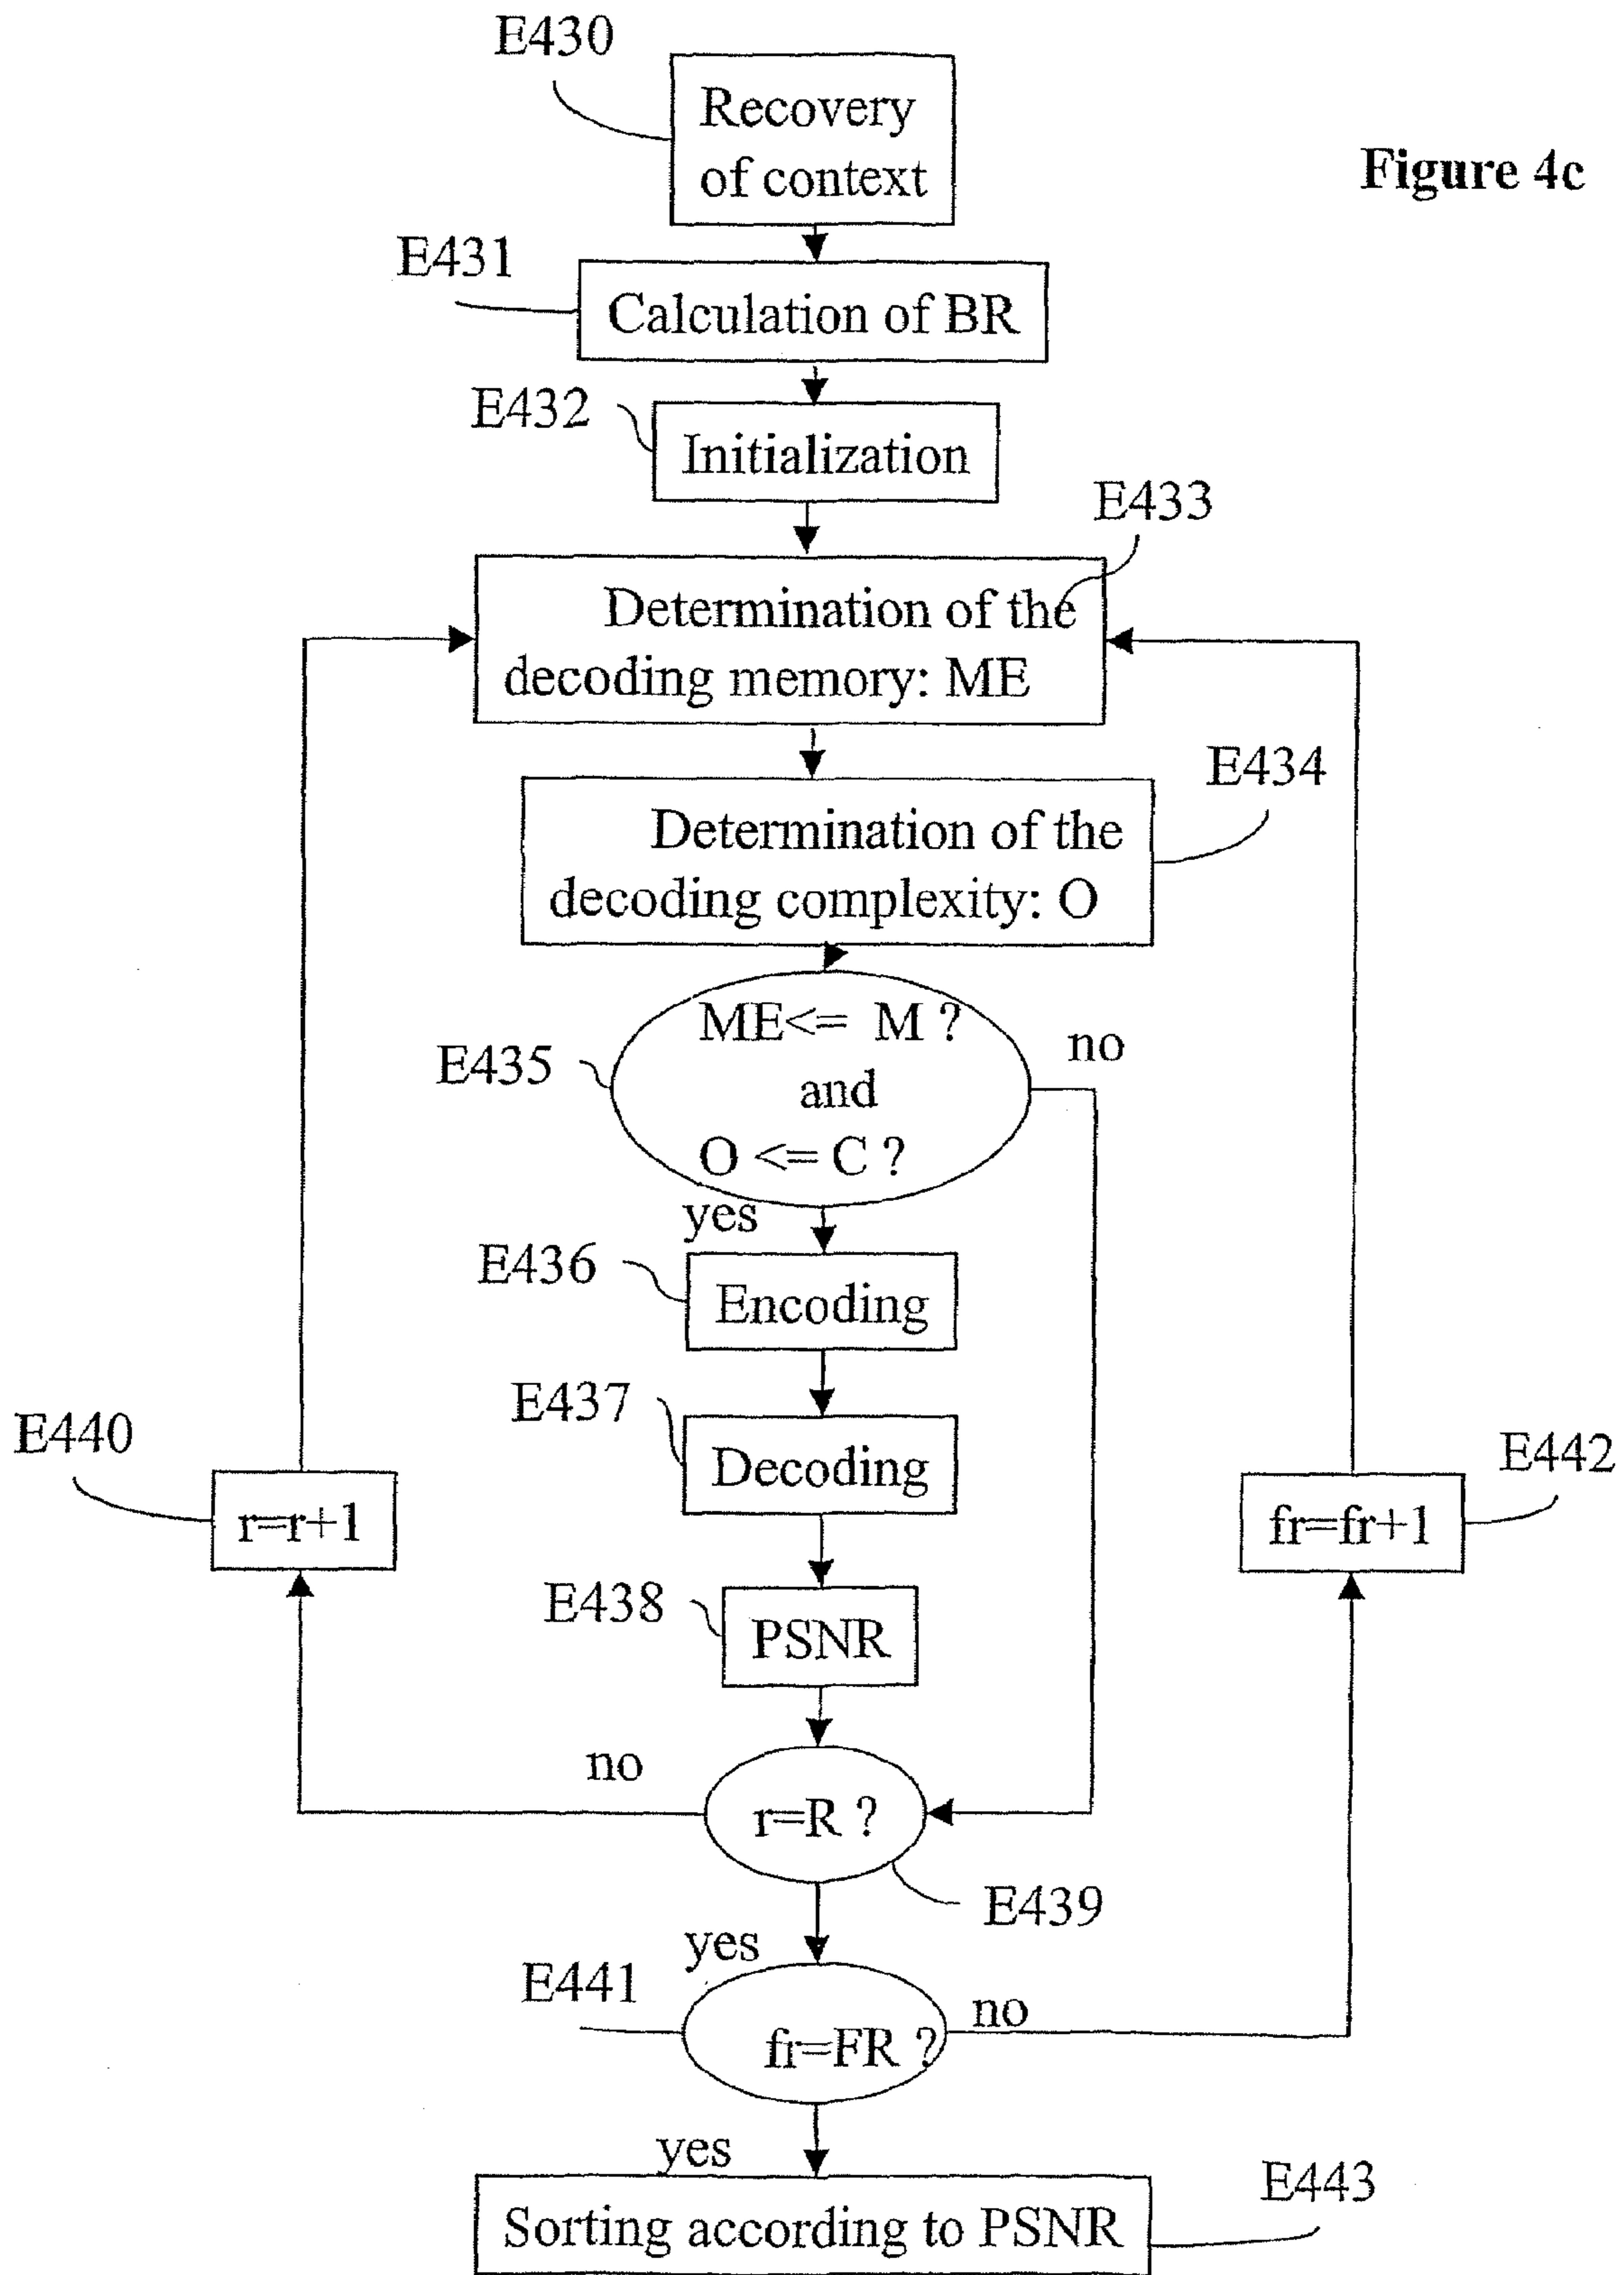 E430
Recovery
of context
Figure 4c
E431
Calculation of BR
E432
Initialization
E433
Determination of the
decoding memory: ME
E434
Determination of the
decoding complexity: O
E435
ME<= M ?
and
O <= C ?
no
yes
E436
Encoding
E437
Decoding
E440
r=r+1
E442
fr=fr+1
E438
PSNR
no
r=R ?
E439
yes
E441
fr=FR ?
no
yes
E443
Sorting according to PSNR